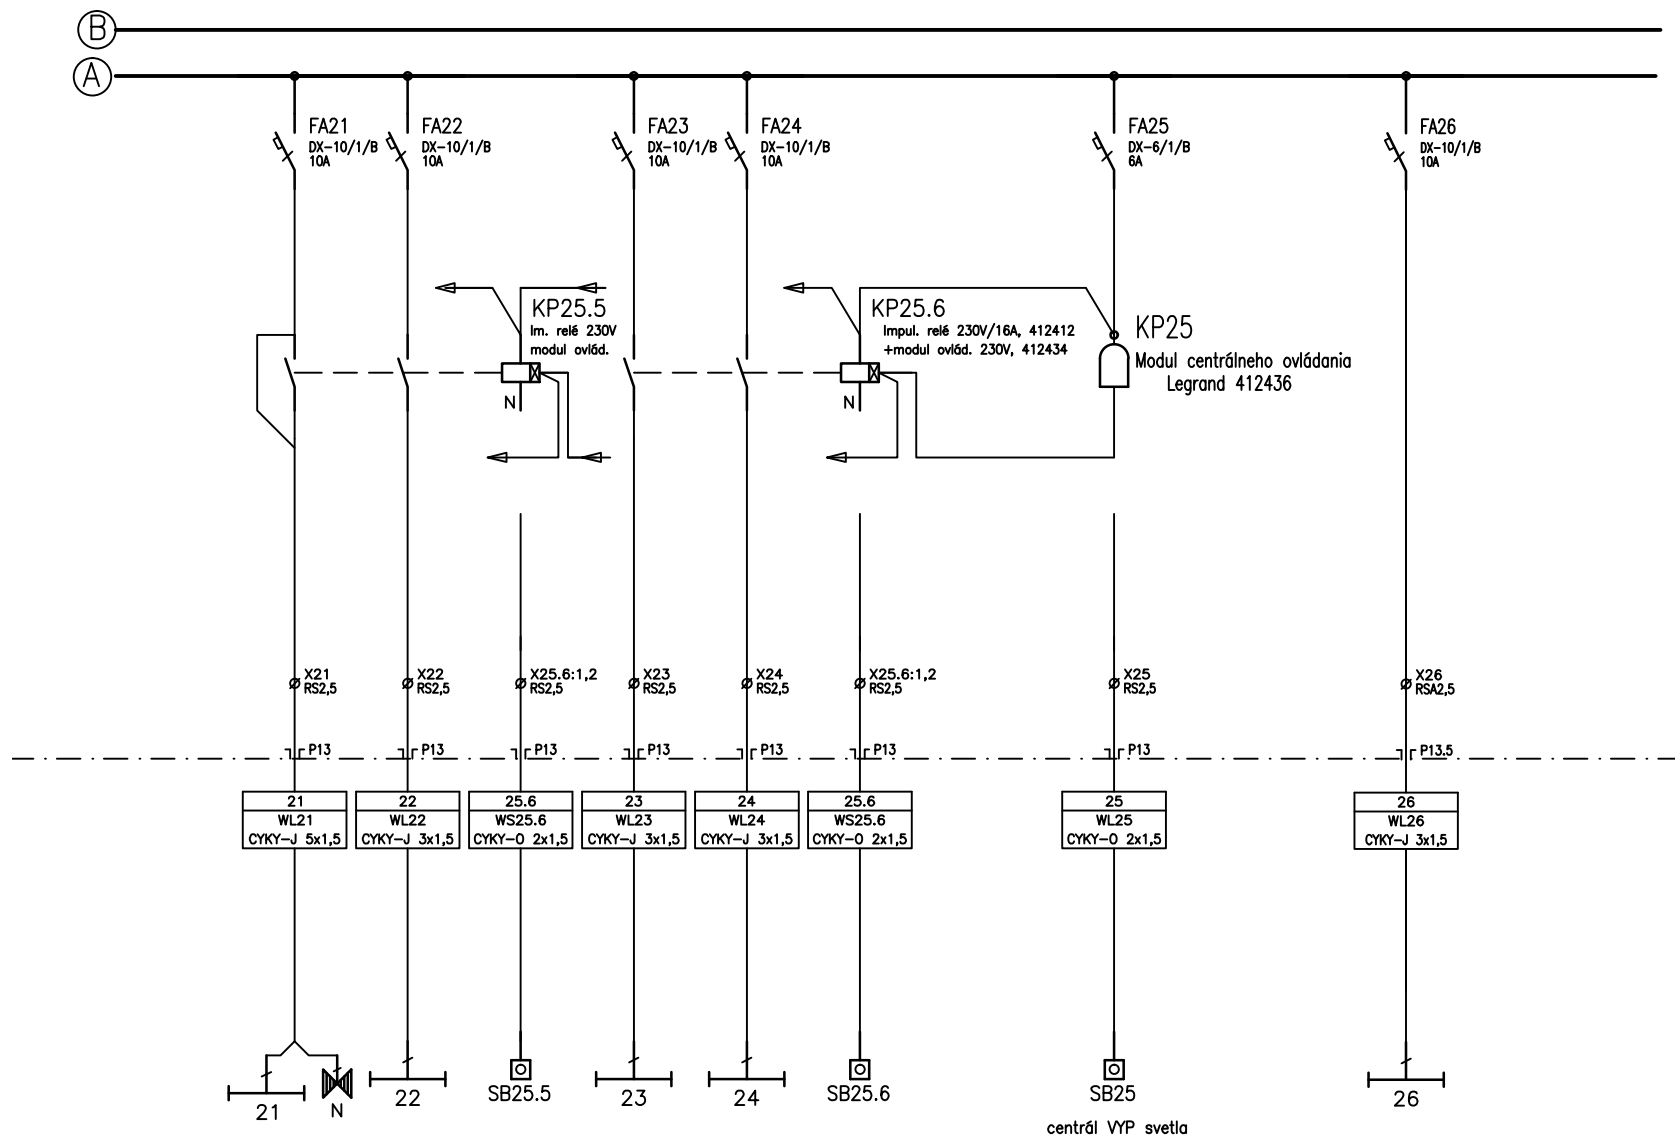 B
A
FA21
DX-10/1/B
10A
FA22
DX-10/1/B
10A
FA23
DX-10/1/B
10A
FA24
DX-10/1/B
10A
FA25
DX-6/1/B
6A
FA26
DX-10/1/B
10A
KP25.5
Im. relé 230V
modul ovlád.
N
KP25.6
Impul. relé 230V/16A, 412412
+modul ovlád. 230V, 412434
N
KP25
Modul centrálneho ovládania
Legrand 412436
X21
RS2,5
X22
RS2,5
X25.6:1,2
RS2,5
X23
RS2,5
X24
RS2,5
X25.6:1,2
RS2,5
X25
RS2,5
X26
RSA2,5
P13
P13
P13
P13
P13
P13
P13
P13.5
21
WL21
CYKY-J 5x1,5
22
WL22
CYKY-J 3x1,5
25.6
WS25.6
CYKY-O 2x1,5
23
WL23
CYKY-J 3x1,5
24
WL24
CYKY-J 3x1,5
25.6
WS25.6
CYKY-O 2x1,5
25
WL25
CYKY-O 2x1,5
26
WL26
CYKY-J 3x1,5
21
N
22
SB25.5
23
24
SB25.6
SB25
26
centrál VYP svetla